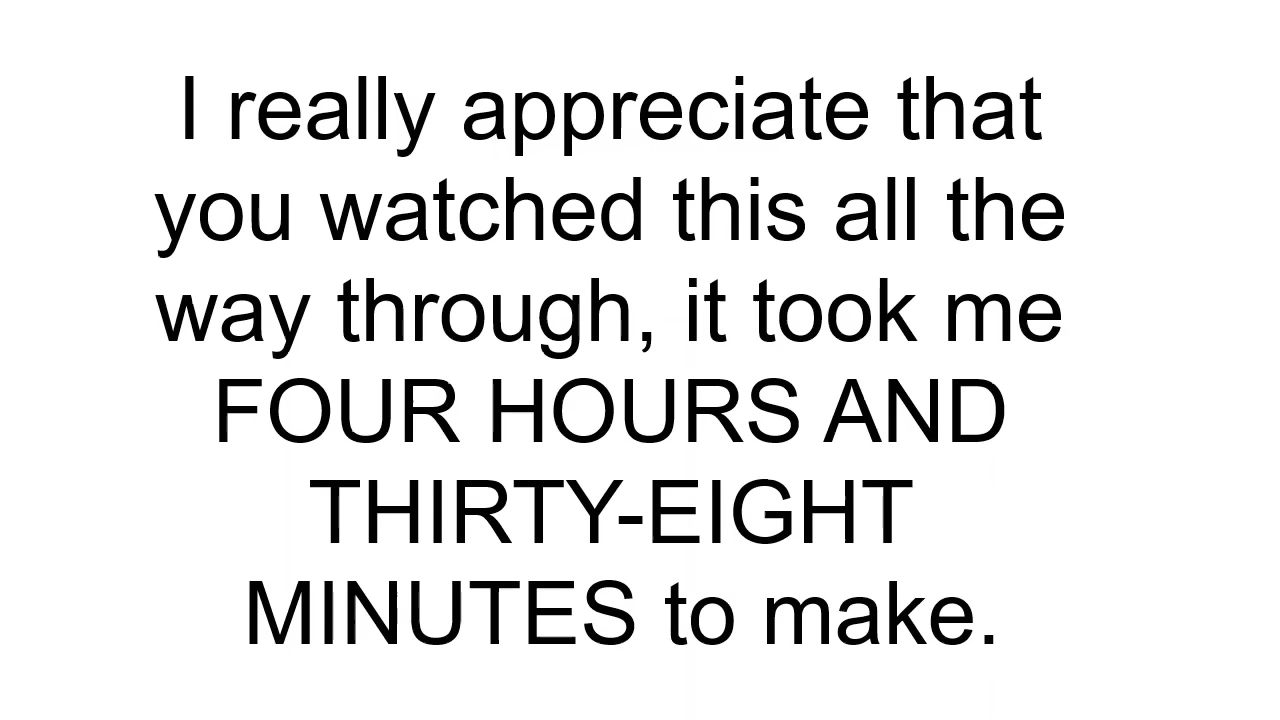 I really appreciate that
you watched this all the
way through, it took me
FOUR HOURS AND
THIRTY-EIGHT
MINUTES to make.